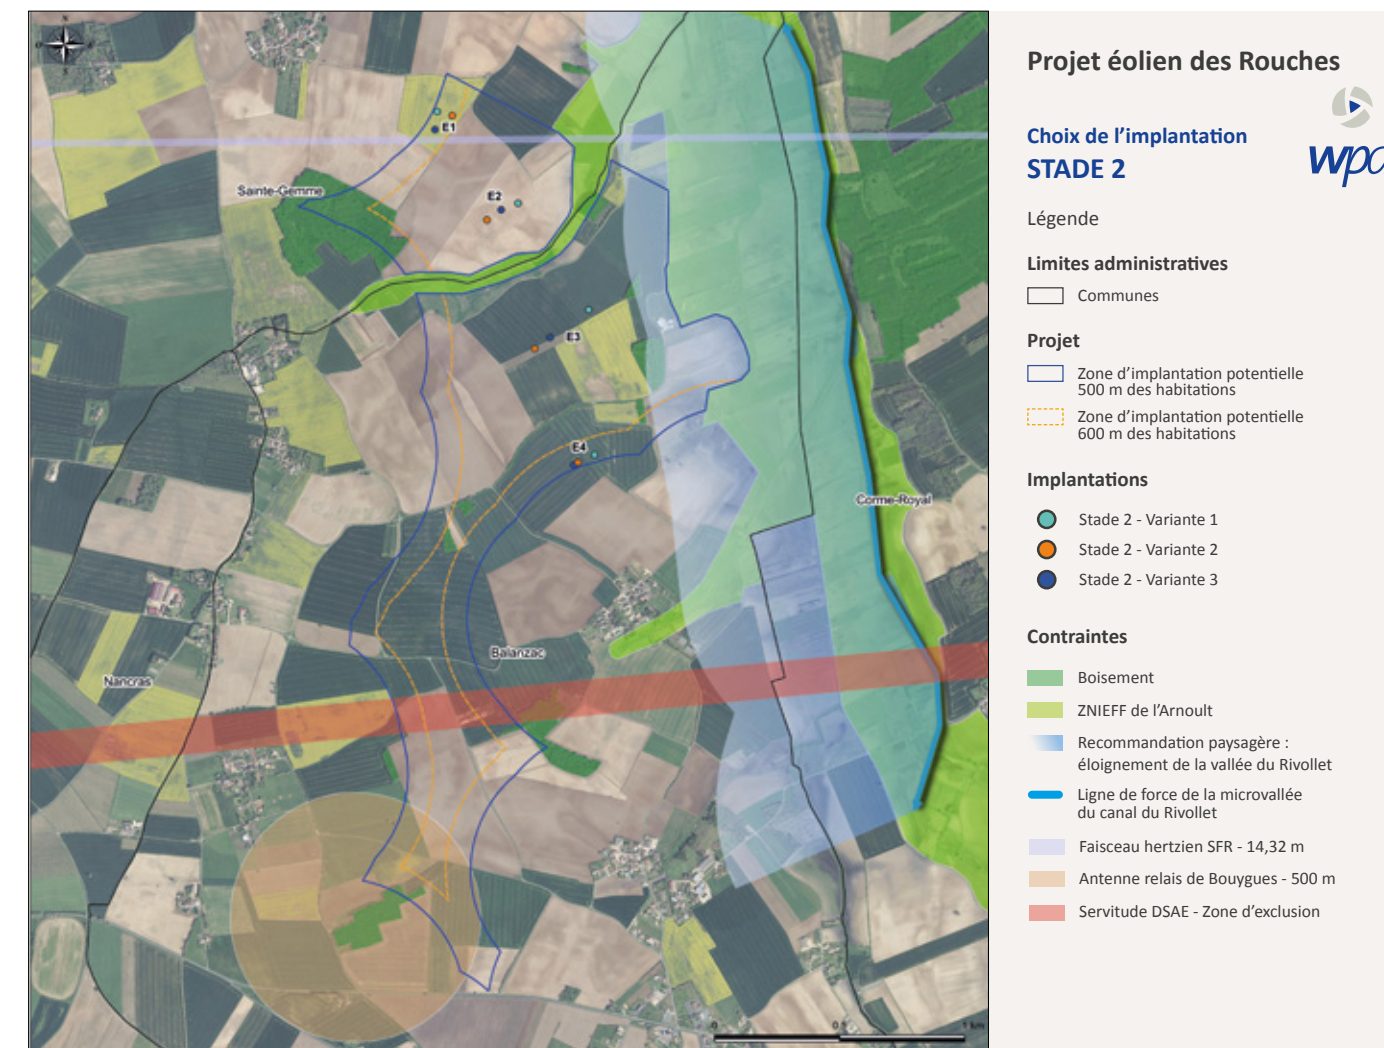 Projet éolien des Rouches
Choix de l'implantation
STADE 2
wpd
Légende
Limites administratives
Communes
Projet
Zone d'implantation potentielle
500 m des habitations
Zone d'implantation potentielle
600 m des habitations
Implantations
Stade 2 - Variante 1
Stade 2 - Variante 2
Stade 2 - Variante 3
Contraintes
Boisement
ZNIEFF de l'Arnoult
Recommandation paysagère :
éloignement de la vallée du Rivollet
Ligne de force de la microvallée
du canal du Rivollet
Faisceau hertzien SFR - 14,32 m
Antenne relais de Bouygues - 500 m
Servitude DSAE - Zone d'exclusion
E1
Sainte-Gemme
E2
E3
E4
Corme-Royal
Balanzac
Nancras
0
1 km